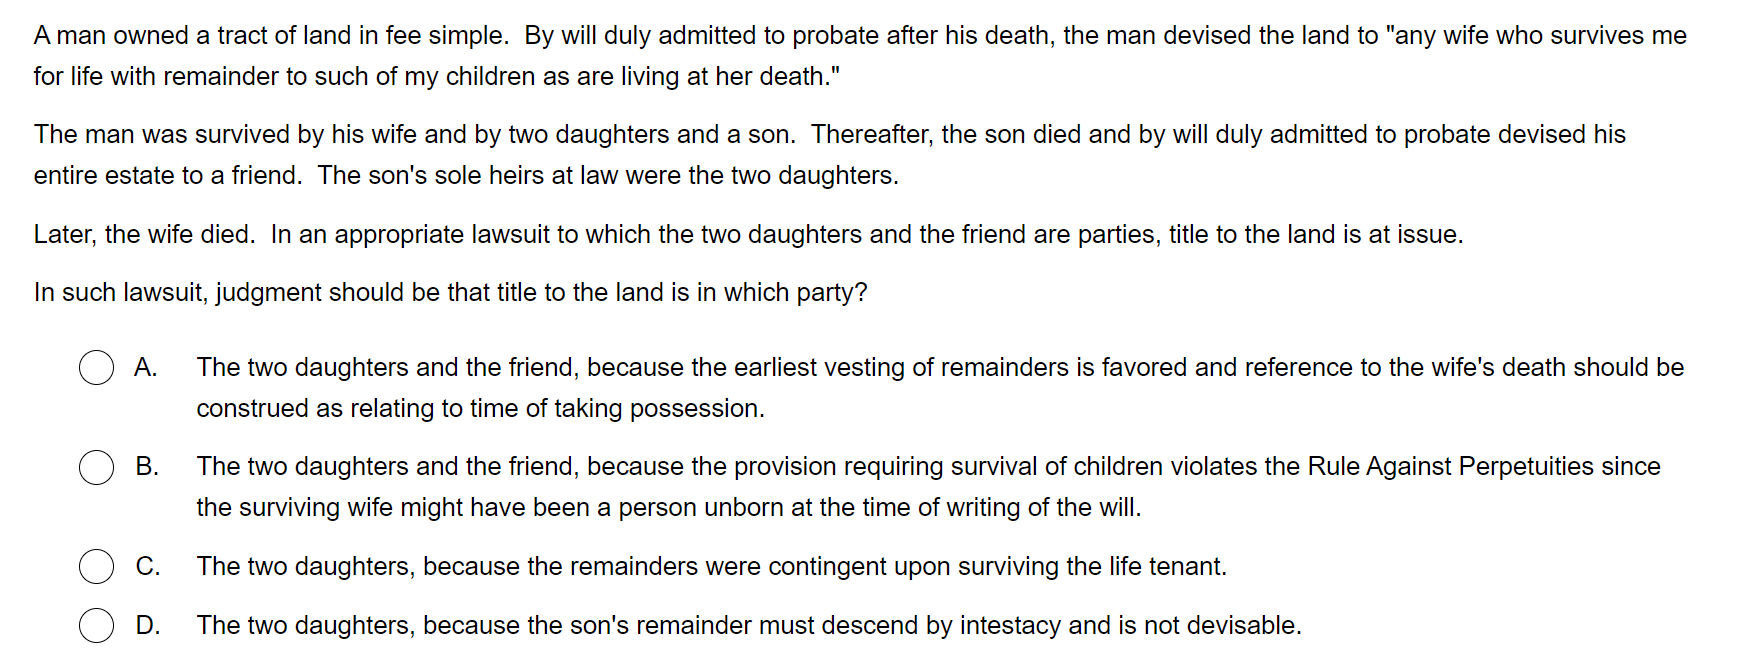 A man owned a tract of land in fee simple.  By will duly admitted to probate after his death, the man devised the land to "any wife who survives me
for life with remainder to such of my children as are living at her death."
The man was survived by his wife and by two daughters and a son.  Thereafter, the son died and by will duly admitted to probate devised his
entire estate to a friend.  The son's sole heirs at law were the two daughters.
Later, the wife died.  In an appropriate lawsuit to which the two daughters and the friend are parties, title to the land is at issue.
In such lawsuit, judgment should be that title to the land is in which party?
A. The two daughters and the friend, because the earliest vesting of remainders is favored and reference to the wife's death should be
construed as relating to time of taking possession.
B. The two daughters and the friend, because the provision requiring survival of children violates the Rule Against Perpetuities since
the surviving wife might have been a person unborn at the time of writing of the will.
C. The two daughters, because the remainders were contingent upon surviving the life tenant.
D. The two daughters, because the son's remainder must descend by intestacy and is not devisable.